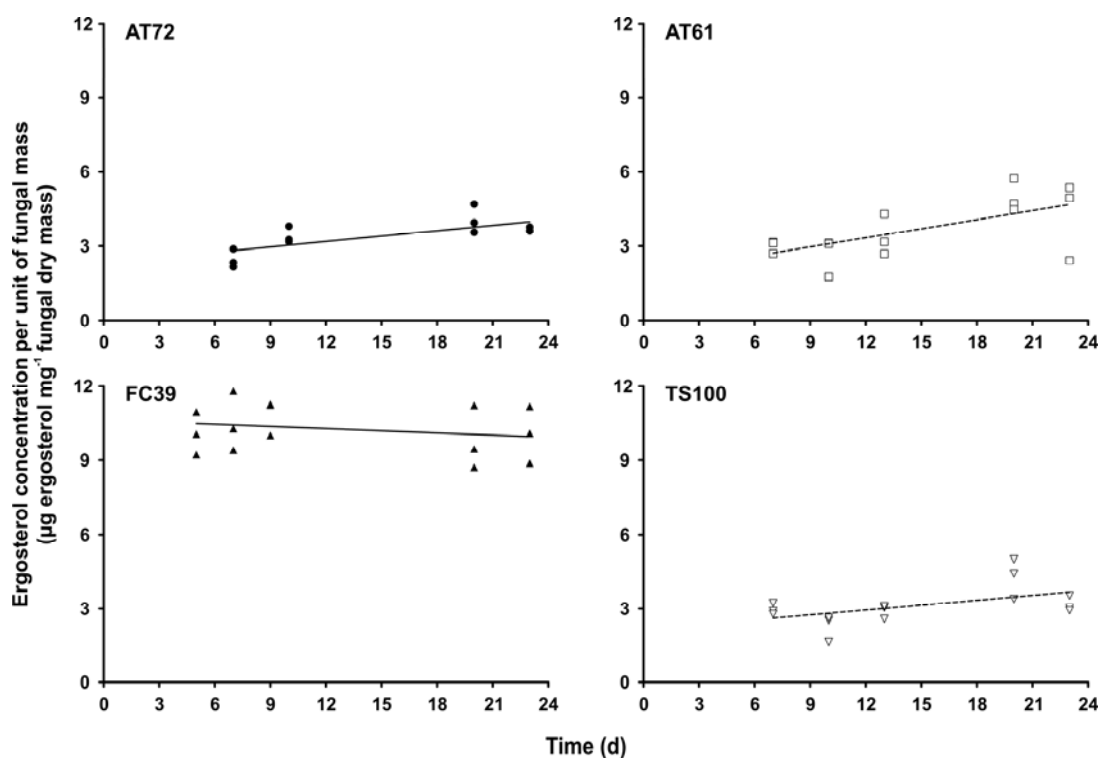 Ergosterol concentration per unit of fungal mass
(µg ergosterol mg⁻¹ fungal dry mass)
AT72
12
9
6
3
0
0 3 6 9 12 15 18 21 24
AT61
12
9
6
3
0
0 3 6 9 12 15 18 21 24
FC39
12
9
6
3
0
0 3 6 9 12 15 18 21 24
TS100
12
9
6
3
0
0 3 6 9 12 15 18 21 24
Time (d)